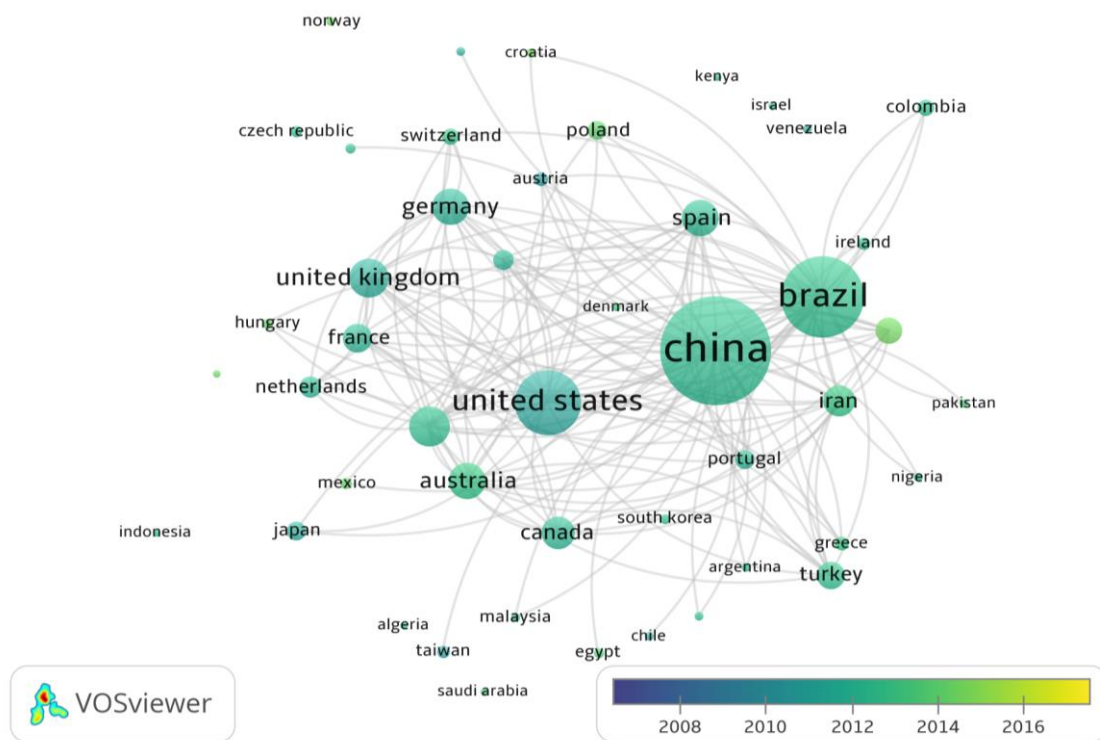 norway
croatia
kenya
israel
colombia
czech republic
switzerland
poland
venezuela
austria
germany
spain
ireland
united kingdom
brazil
denmark
hungary
france
china
netherlands
united states
iran
pakistan
portugal
nigeria
mexico
australia
south korea
indonesia
japan
canada
greece
argentina
turkey
malaysia
algeria
chile
taiwan
egypt
saudi arabia
VOSviewer
2008 2010 2012 2014 2016